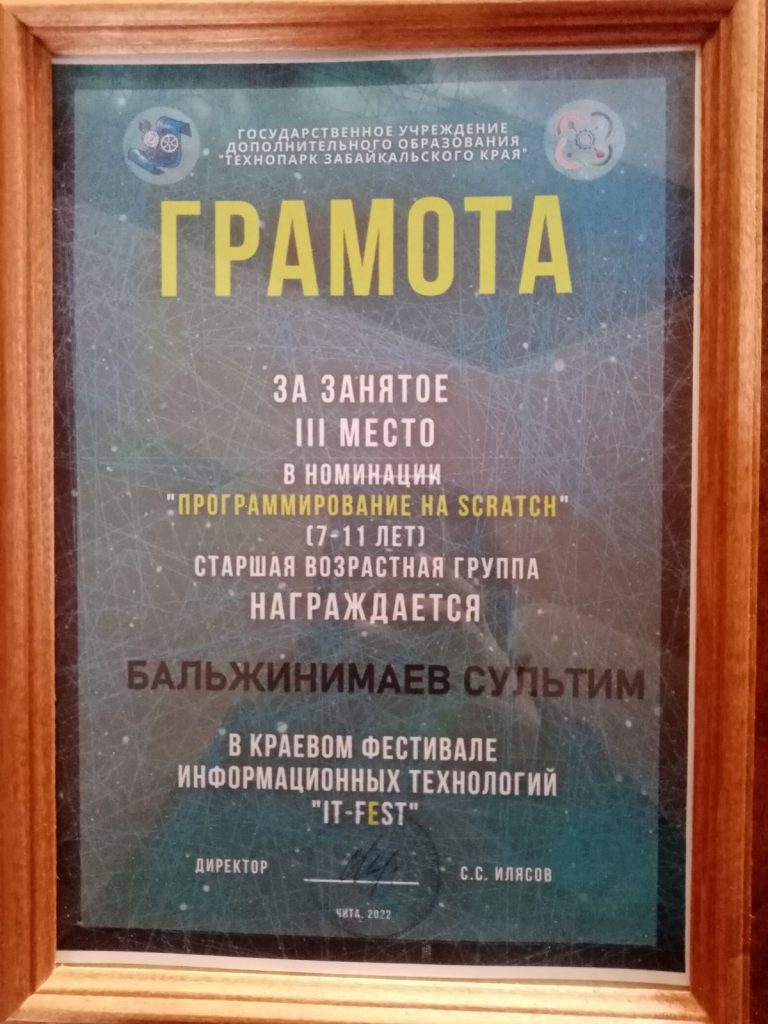 ГОСУДАРСТВЕННОЕ УЧРЕЖДЕНИЕ
ДОПОЛНИТЕЛЬНОГО ОБРАЗОВАНИЯ
"ТЕХНОПАРК ЗАБАЙКАЛЬСКОГО КРАЯ"
ГРАМОТА
ЗА ЗАНЯТОЕ
III МЕСТО
В НОМИНАЦИИ
"ПРОГРАММИРОВАНИЕ НА SCRATCH"
(7-11 ЛЕТ)
СТАРШАЯ ВОЗРАСТНАЯ ГРУППА
НАГРАЖДАЕТСЯ
БАЛЬЖИНИМАЕВ СУЛЬТИМ
В КРАЕВОМ ФЕСТИВАЛЕ
ИНФОРМАЦИОННЫХ ТЕХНОЛОГИЙ
"IT-FEST"
ДИРЕКТОР С.С. ИЛЯСОВ
ЧИТА, 2022